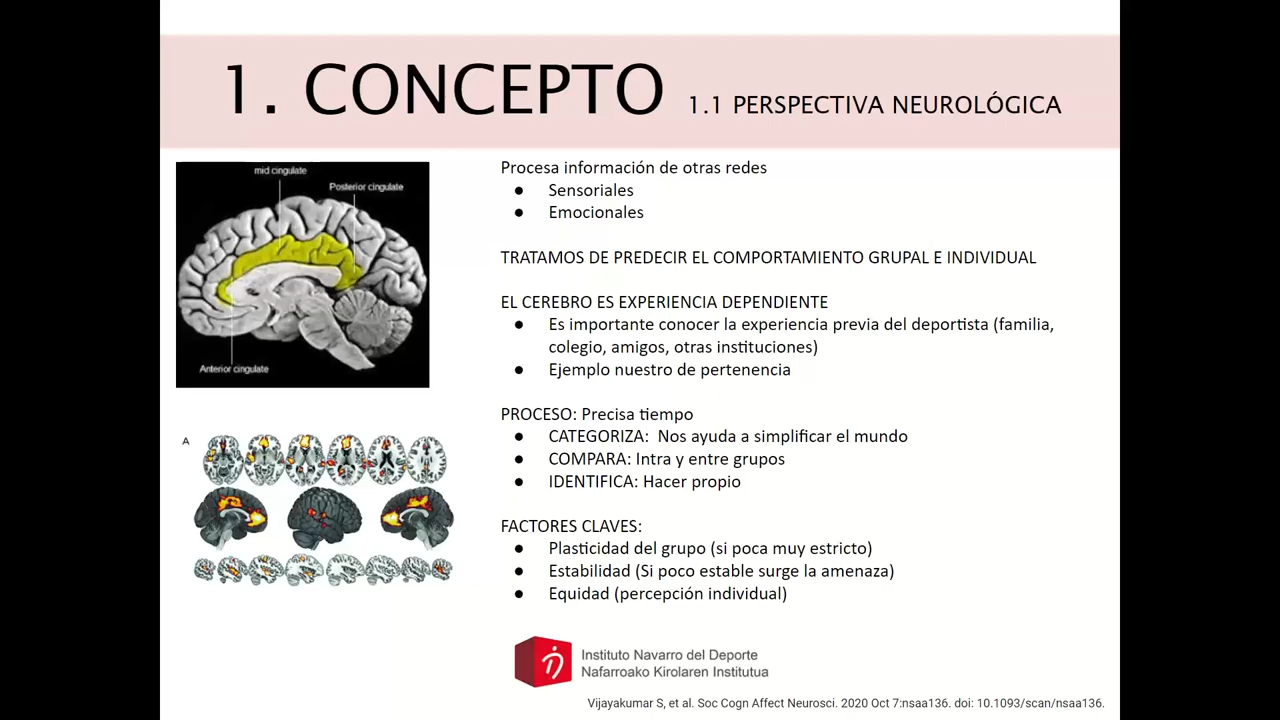 1. CONCEPTO 1.1 PERSPECTIVA NEUROLÓGICA
mid cingulate
Posterior cingulate
Anterior cingulate
A
Procesa información de otras redes
● Sensoriales
● Emocionales
TRATAMOS DE PREDECIR EL COMPORTAMIENTO GRUPAL E INDIVIDUAL
EL CEREBRO ES EXPERIENCIA DEPENDIENTE
● Es importante conocer la experiencia previa del deportista (familia,
colegio, amigos, otras instituciones)
● Ejemplo nuestro de pertenencia
PROCESO: Precisa tiempo
● CATEGORIZA: Nos ayuda a simplificar el mundo
● COMPARA: Intra y entre grupos
● IDENTIFICA: Hacer propio
FACTORES CLAVES:
● Plasticidad del grupo (si poca muy estricto)
● Estabilidad (Si poco estable surge la amenaza)
● Equidad (percepción individual)
Instituto Navarro del Deporte
Nafarroako Kirolaren Institutua
Vijayakumar S, et al. Soc Cogn Affect Neurosci. 2020 Oct 7:nsaa136. doi: 10.1093/scan/nsaa136.